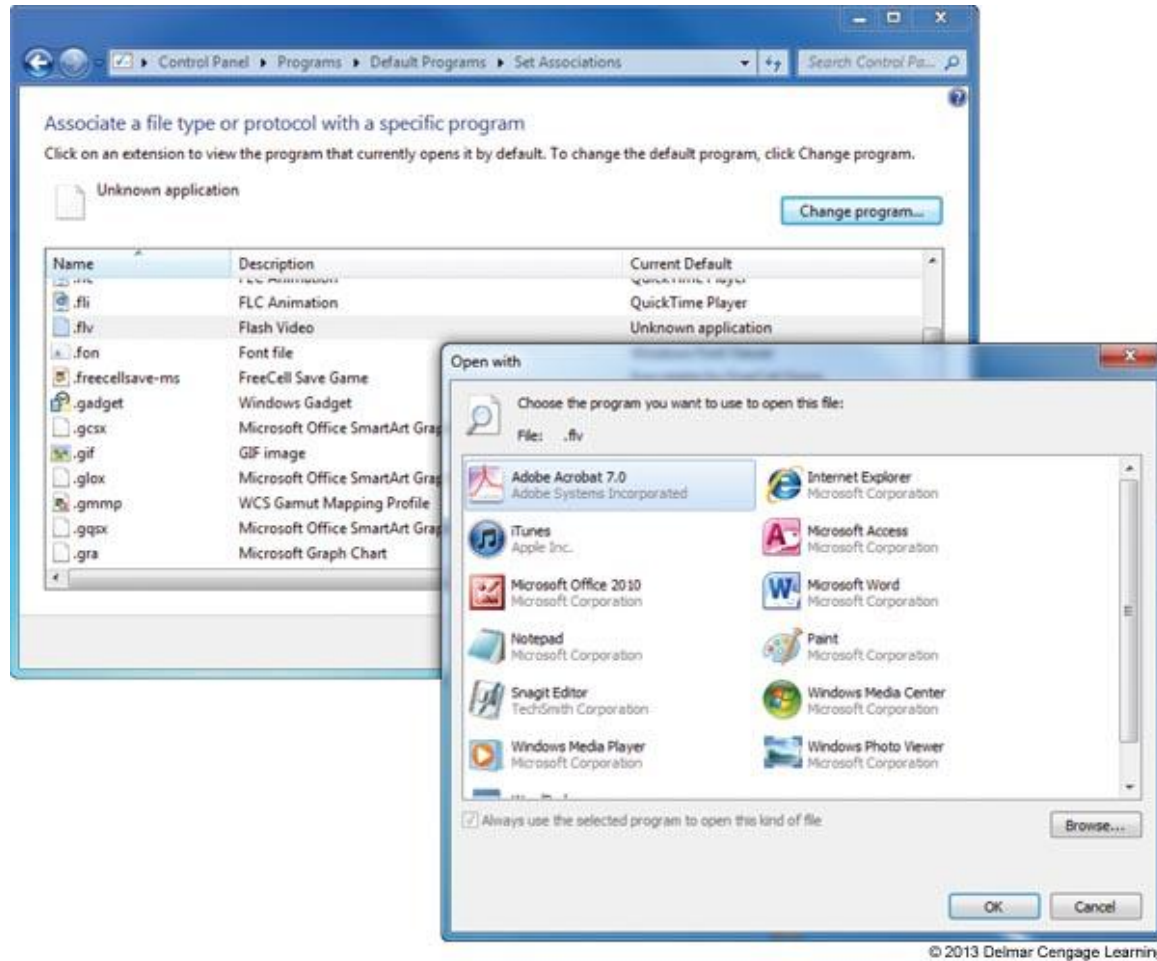 Control Panel Programs Default Programs Set Associations
Search Control Pa...
Associate a file type or protocol with a specific program
Click on an extension to view the program that currently opens it by default. To change the default program, click Change program.
Unknown application
Change program...
Name Description Current Default
.fli FLC Animation QuickTime Player
.flv Flash Video Unknown application
.fon Font file
.freecellsave-ms FreeCell Save Game
.gadget Windows Gadget
.gcsx Microsoft Office SmartArt Grap
.gif GIF image
.glox Microsoft Office SmartArt Grap
.gmmp WCS Gamut Mapping Profile
.gqsx Microsoft Office SmartArt Grap
.gra Microsoft Graph Chart
Open with
Choose the program you want to use to open this file:
File: .flv
Adobe Acrobat 7.0
Adobe Systems Incorporated
Internet Explorer
Microsoft Corporation
iTunes
Apple Inc.
Microsoft Access
Microsoft Corporation
Microsoft Office 2010
Microsoft Corporation
Microsoft Word
Microsoft Corporation
Notepad
Microsoft Corporation
Paint
Microsoft Corporation
Snagit Editor
TechSmith Corporation
Windows Media Center
Microsoft Corporation
Windows Media Player
Microsoft Corporation
Windows Photo Viewer
Microsoft Corporation
Always use the selected program to open this kind of file
Browse...
OK
Cancel
© 2013 Delmar Cengage Learnin